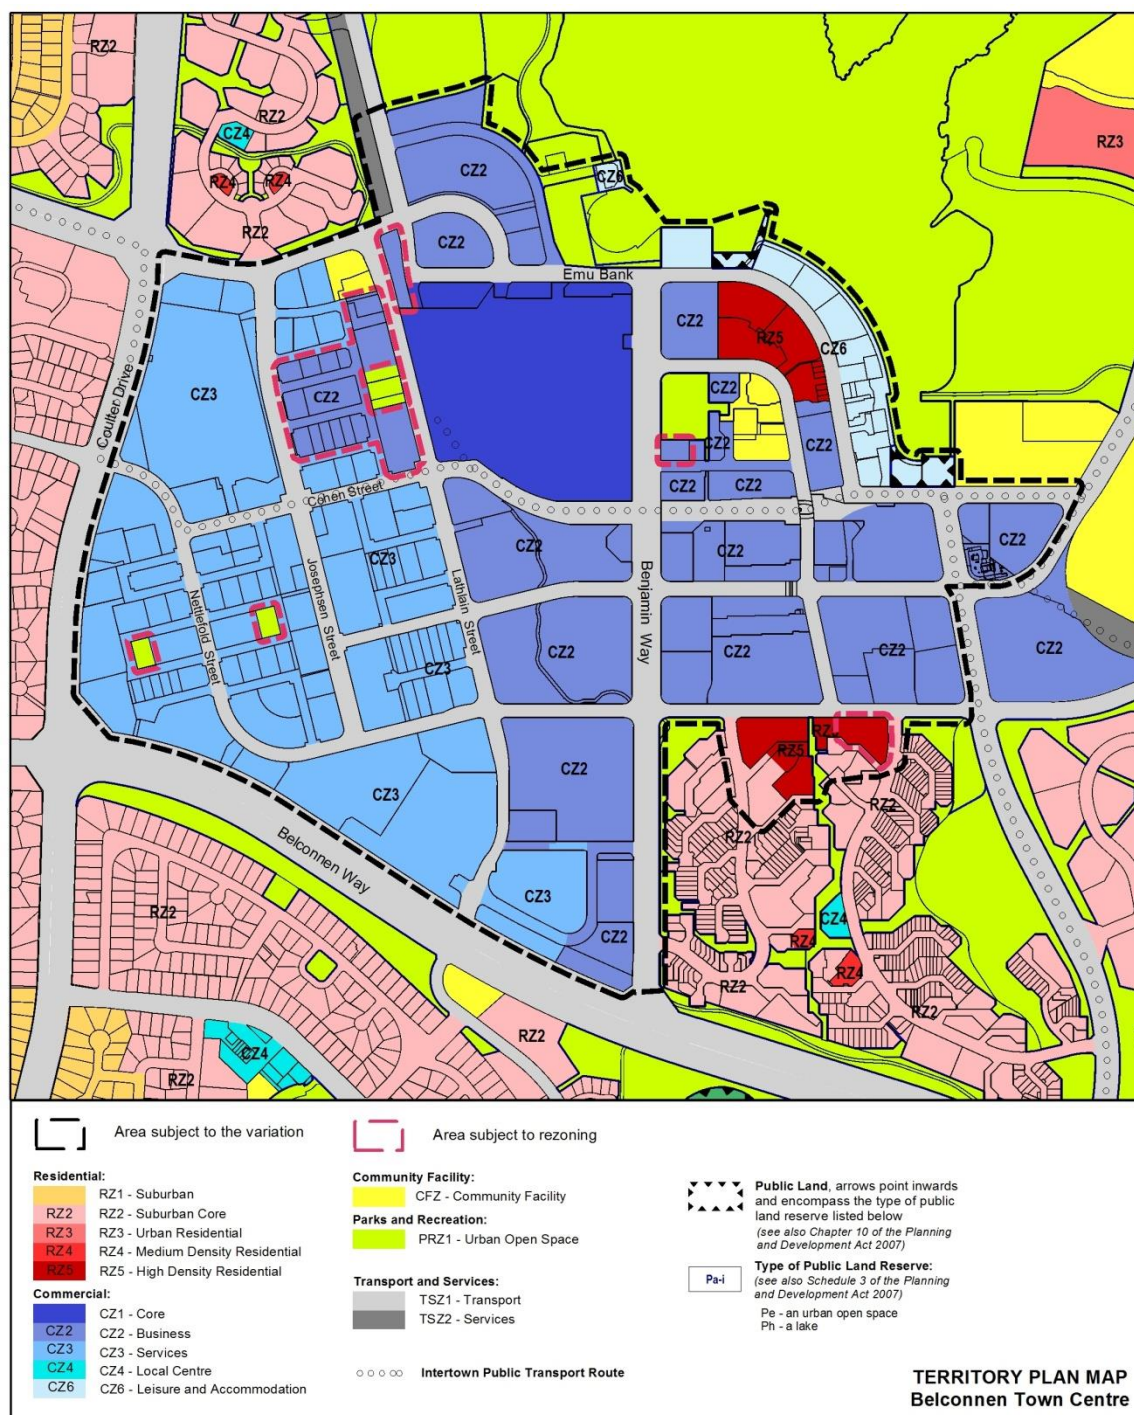 RZ2
RZ2
CZ4
RZ4
RZ4
RZ2
CZ2
CZ6
RZ3
CZ2
Emu Bank
CZ2
RZ5
CZ6
Coulter Drive
CZ3
CZ2
CZ2
CZ2
CZ2
Cohen Street
CZ2
CZ2
CZ3
CZ2
CZ2
CZ2
Nettlefold Street
Josephsen Street
Lathlain Street
Benjamin Way
CZ3
CZ2
CZ2
CZ2
CZ2
RZ5
CZ2
CZ3
RZ2
RZ2
Belconnen Way
CZ3
CZ4
RZ2
CZ2
RZ4
RZ4
RZ2
RZ2
RZ2
CZ4
RZ2
Area subject to the variation
Area subject to rezoning
Residential:
RZ1 - Suburban
RZ2 RZ2 - Suburban Core
RZ3 RZ3 - Urban Residential
RZ4 RZ4 - Medium Density Residential
RZ5 RZ5 - High Density Residential
Commercial:
CZ1 - Core
CZ2 CZ2 - Business
CZ3 CZ3 - Services
CZ4 CZ4 - Local Centre
CZ6 CZ6 - Leisure and Accommodation
Community Facility:
CFZ - Community Facility
Parks and Recreation:
PRZ1 - Urban Open Space
Transport and Services:
TSZ1 - Transport
TSZ2 - Services
Intertown Public Transport Route
Public Land, arrows point inwards
and encompass the type of public
land reserve listed below
(see also Chapter 10 of the Planning
and Development Act 2007)
Type of Public Land Reserve:
Pa-i
(see also Schedule 3 of the Planning
and Development Act 2007)
Pe - an urban open space
Ph - a lake
TERRITORY PLAN MAP
Belconnen Town Centre